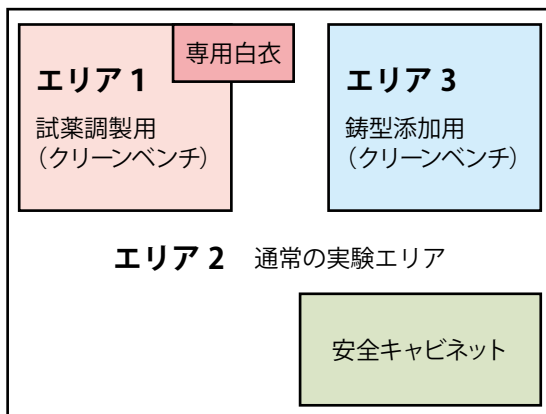 専用白衣
エリア 1
試薬調製用
（クリーンベンチ）
エリア 3
鋳型添加用
（クリーンベンチ）
エリア 2 通常の実験エリア
安全キャビネット